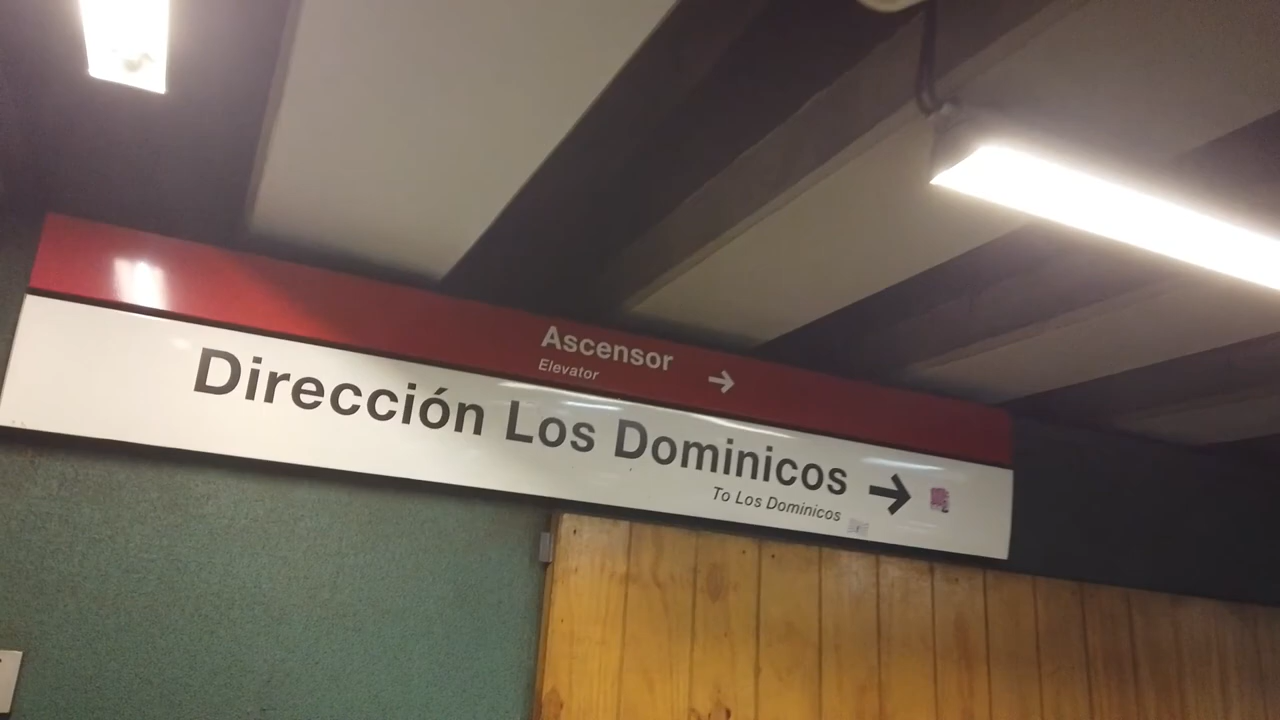 Ascensor →
Elevator
Dirección Los Dominicos →
To Los Dominicos